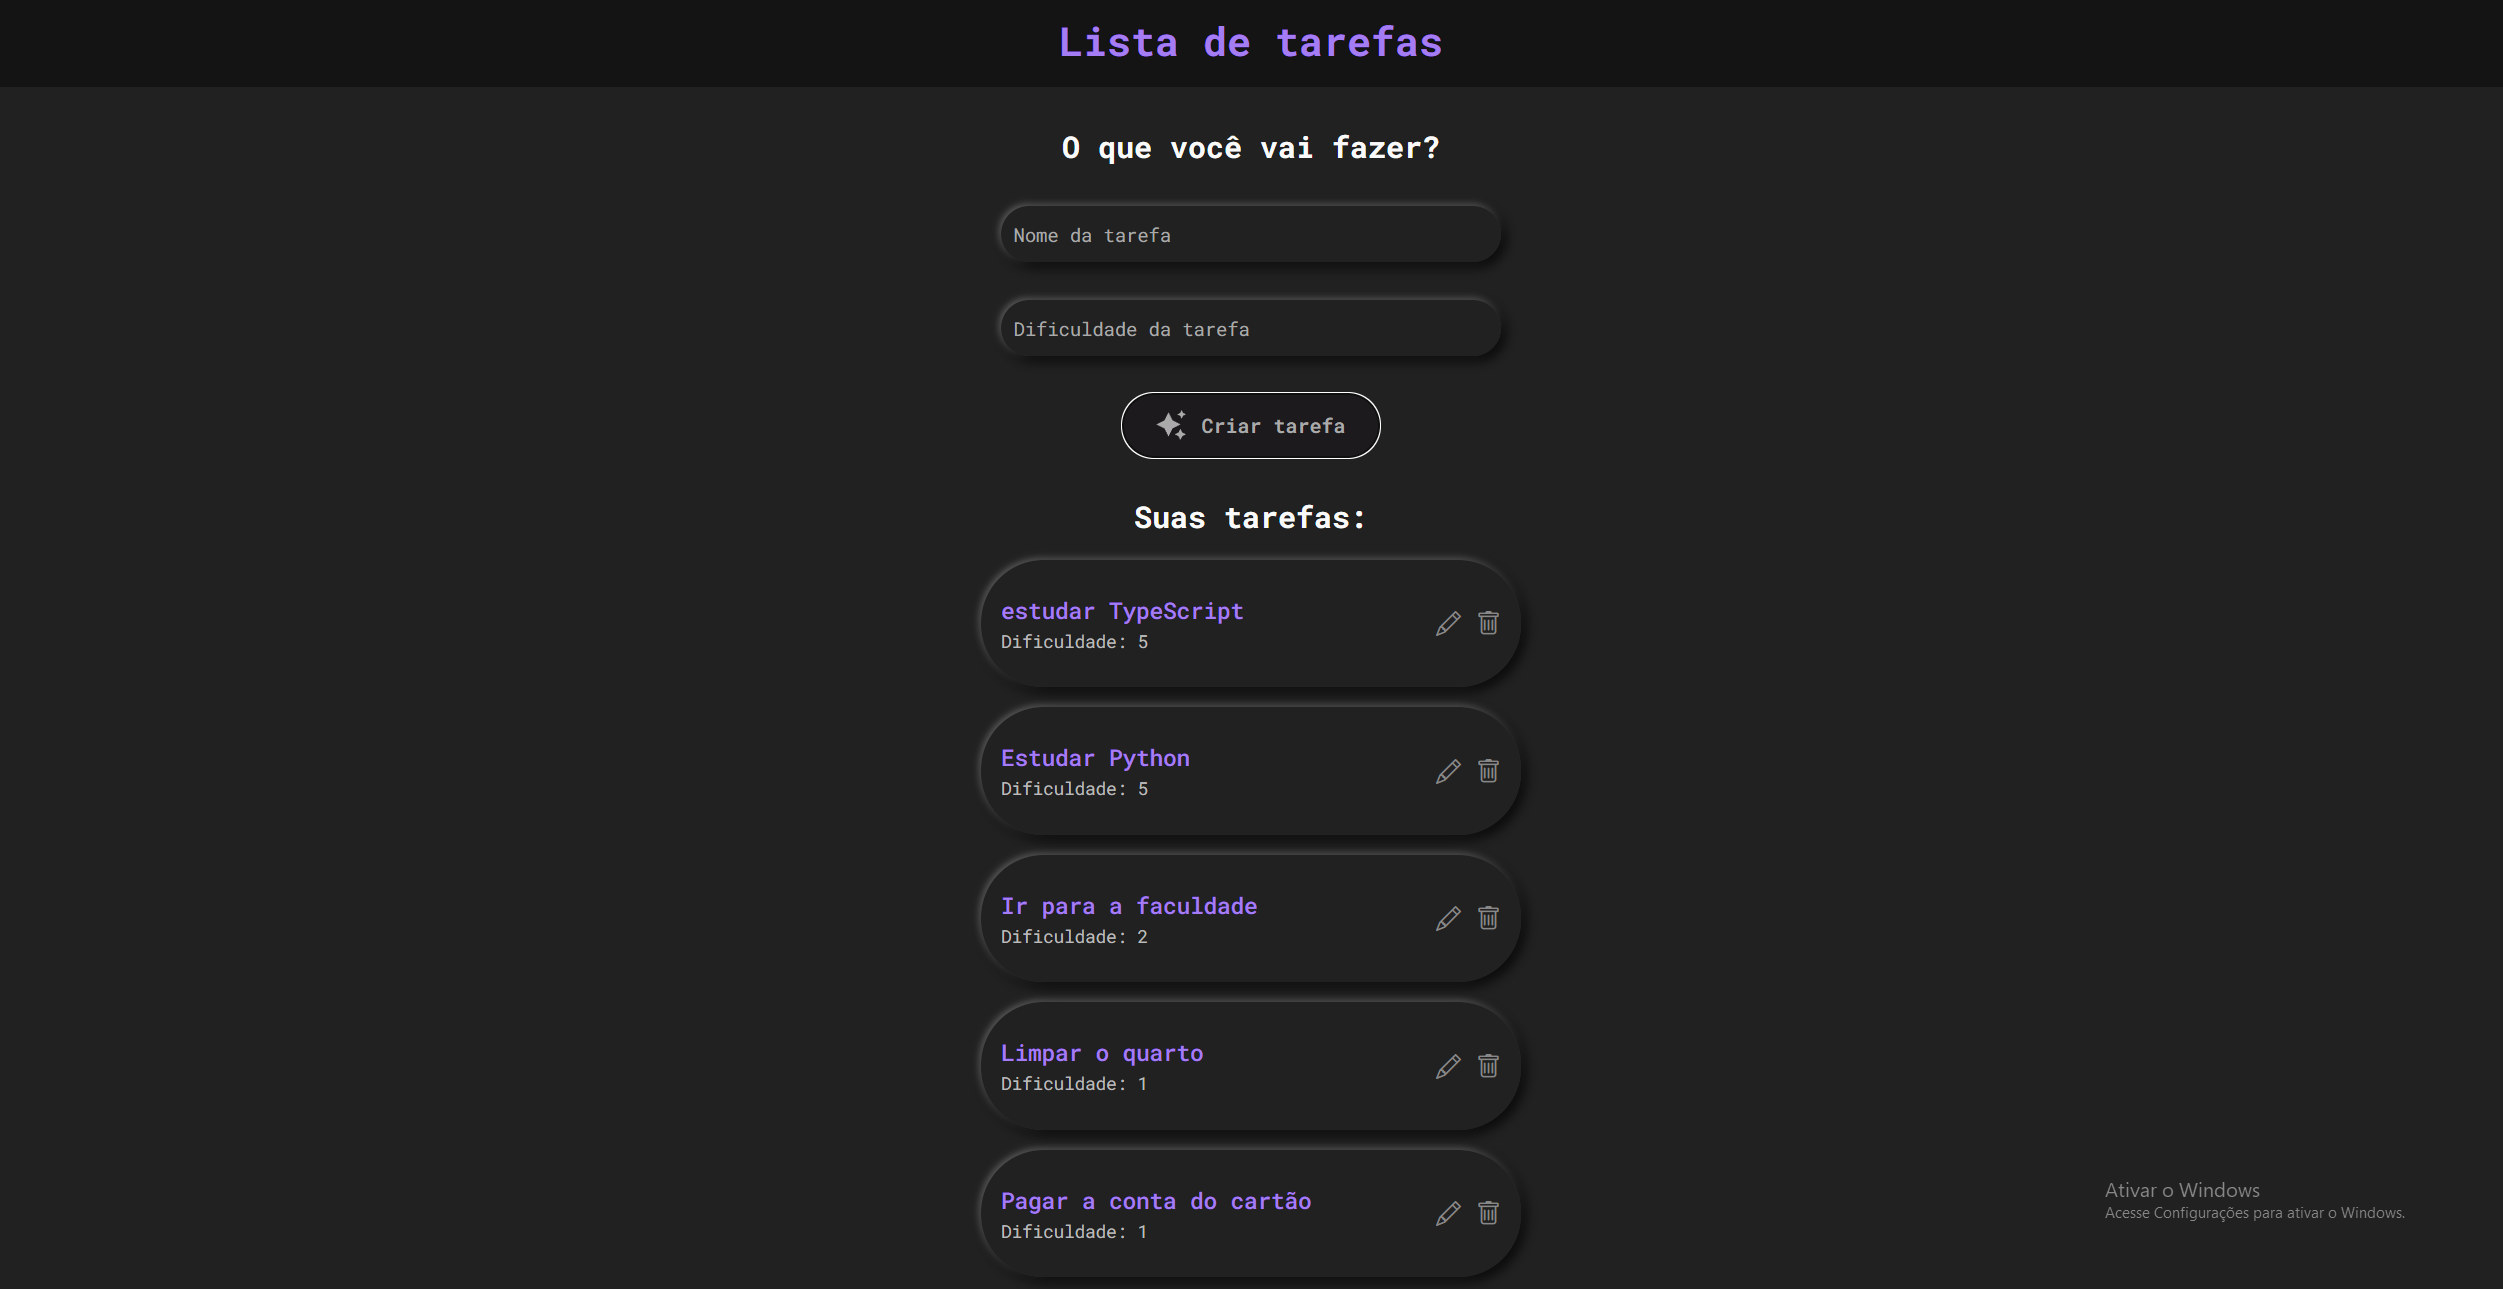 Lista de tarefas
O que você vai fazer?
Nome da tarefa
Dificuldade da tarefa
Criar tarefa
Suas tarefas:
estudar TypeScript
Dificuldade: 5
Estudar Python
Dificuldade: 5
Ir para a faculdade
Dificuldade: 2
Limpar o quarto
Dificuldade: 1
Pagar a conta do cartão
Dificuldade: 1
Ativar o Windows
Acesse Configurações para ativar o Windows.